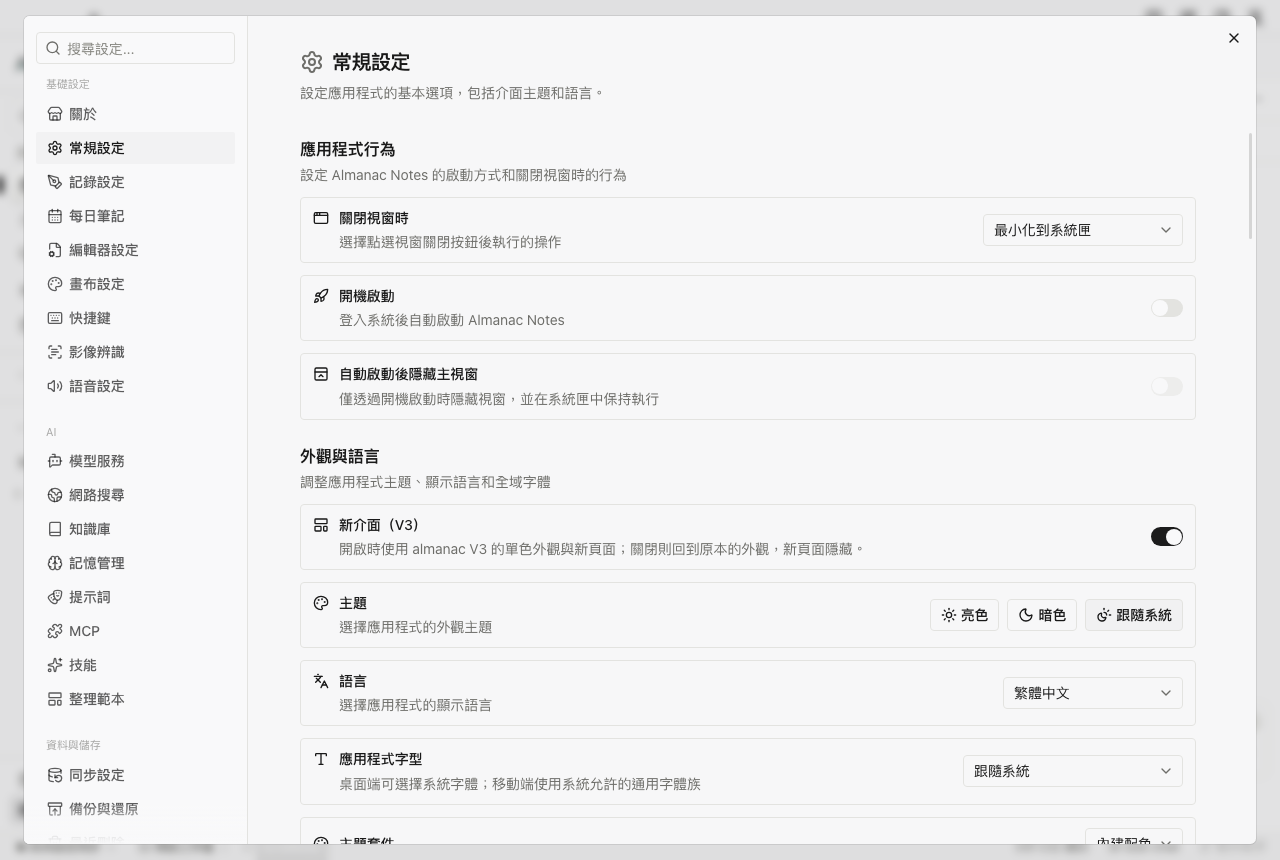 搜尋設定...
基礎設定
關於
常規設定
記錄設定
每日筆記
編輯器設定
畫布設定
快捷鍵
影像辨識
語音設定
AI
模型服務
網路搜尋
知識庫
記憶管理
提示詞
MCP
技能
整理範本
資料與儲存
同步設定
備份與還原
常規設定
設定應用程式的基本選項，包括介面主題和語言。
應用程式行為
設定 Almanac Notes 的啟動方式和關閉視窗時的行為
關閉視窗時
選擇點選視窗關閉按鈕後執行的操作
最小化到系統匣
開機啟動
登入系統後自動啟動 Almanac Notes
自動啟動後隱藏主視窗
僅透過開機啟動時隱藏視窗，並在系統匣中保持執行
外觀與語言
調整應用程式主題、顯示語言和全域字體
新介面（V3）
開啟時使用 almanac V3 的單色外觀與新頁面；關閉則回到原本的外觀，新頁面隱藏。
主題
選擇應用程式的外觀主題
亮色
暗色
跟隨系統
語言
選擇應用程式的顯示語言
繁體中文
應用程式字型
桌面端可選擇系統字體；移動端使用系統允許的通用字體族
跟隨系統
主題套件
內建配色